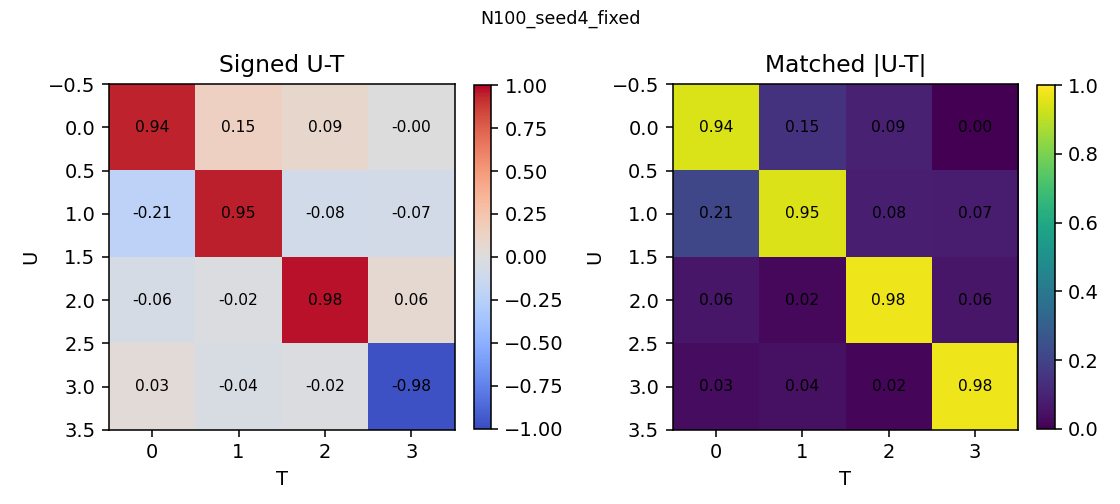 N100_seed4_fixed
Signed U-T
−0.5
0.0
0.5
1.0
1.5
2.0
2.5
3.0
3.5
U
0.94 0.15 0.09 -0.00
-0.21 0.95 -0.08 -0.07
-0.06 -0.02 0.98 0.06
0.03 -0.04 -0.02 -0.98
0 1 2 3
T
1.00
0.75
0.50
0.25
0.00
−0.25
−0.50
−0.75
−1.00
Matched |U-T|
−0.5
0.0
0.5
1.0
1.5
2.0
2.5
3.0
3.5
U
0.94 0.15 0.09 0.00
0.21 0.95 0.08 0.07
0.06 0.02 0.98 0.06
0.03 0.04 0.02 0.98
0 1 2 3
T
1.0
0.8
0.6
0.4
0.2
0.0